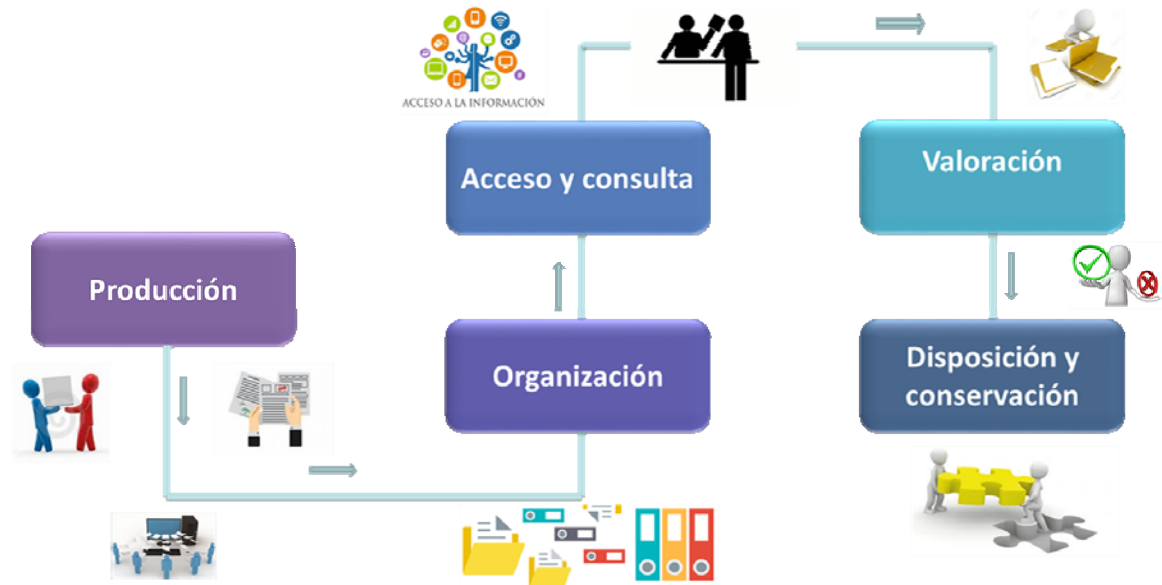 ACCESO A LA INFORMACIÓN
Acceso y consulta
Valoración
Producción
Organización
Disposición y
conservación